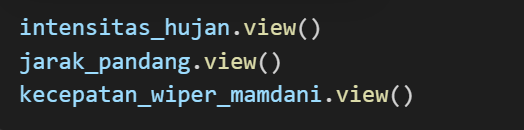 intensitas_hujan.view()
jarak_pandang.view()
kecepatan_wiper_mamdani.view()